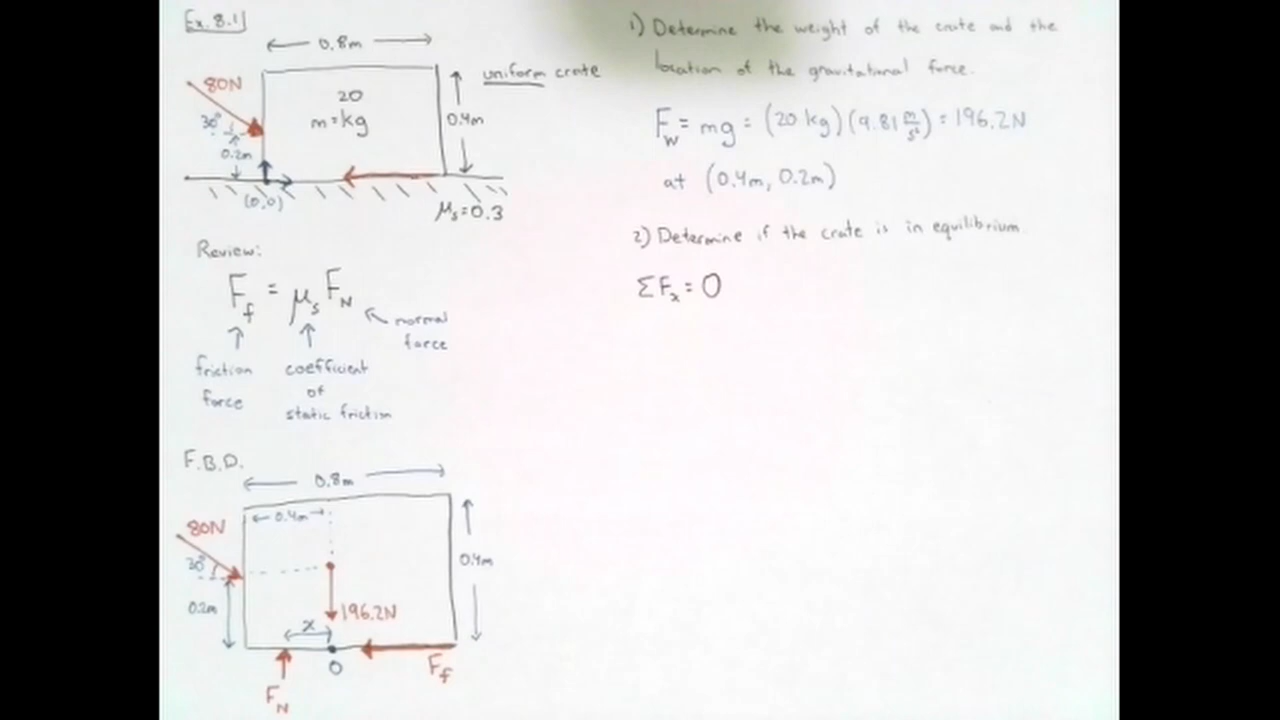 Ex. 8.1
0.8m
80N
30°
0.2m
20
m=kg
uniform crate
0.4m
(0,0)
μs=0.3
Review:
Ff = μs FN
normal
force
friction
force
coefficient
of
static friction
F.B.D.
0.8m
0.4m
80N
30°
0.2m
0.4m
196.2N
x
O
FN
Ff
1) Determine the weight of the crate and the
location of the gravitational force.
Fw = mg = (20 kg)(9.81 m/s²) = 196.2N
at (0.4m, 0.2m)
2) Determine if the crate is in equilibrium
ΣFx = 0